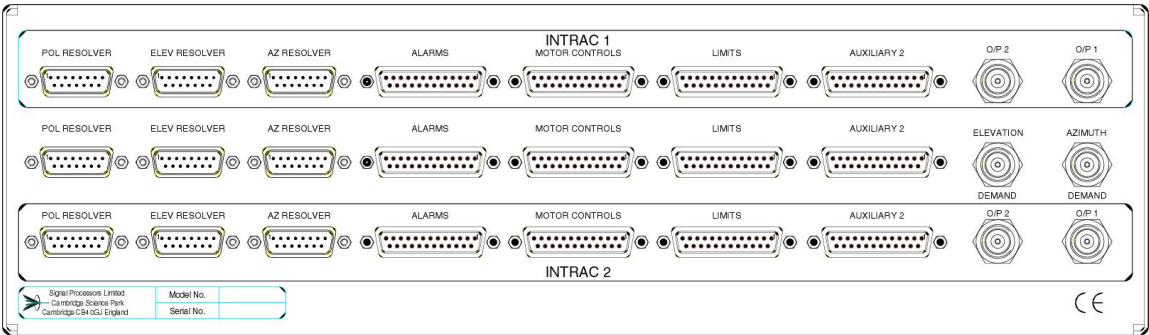 INTRAC 1
POL RESOLVER ELEV RESOLVER AZ RESOLVER ALARMS MOTOR CONTROLS LIMITS AUXILIARY 2 O/P 2 O/P 1
POL RESOLVER ELEV RESOLVER AZ RESOLVER ALARMS MOTOR CONTROLS LIMITS AUXILIARY 2 ELEVATION AZIMUTH
DEMAND DEMAND
POL RESOLVER ELEV RESOLVER AZ RESOLVER ALARMS MOTOR CONTROLS LIMITS AUXILIARY 2 O/P 2 O/P 1
INTRAC 2
Signal Processors Limited
Cambridge Science Park
Cambridge CB4 0GJ England
Model No.
Serial No.
CE